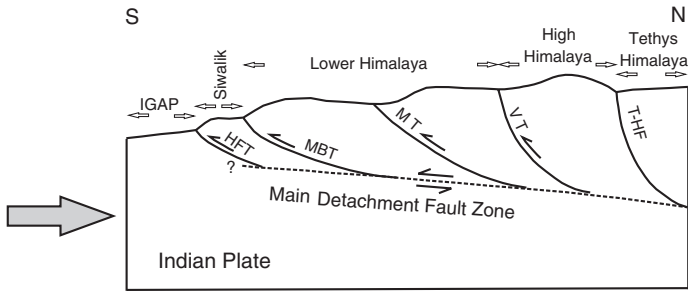 S
N
High
Himalaya
Tethys
Himalaya
Lower Himalaya
Siwalik
IGAP
HFT
MBT
MT
VT
T-HF
?
Main Detachment Fault Zone
Indian Plate